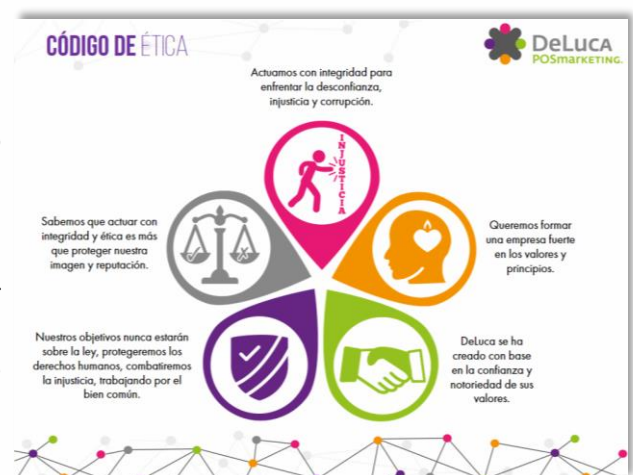 CÓDIGO DE ÉTICA
DeLuca
POSmarketing.
Actuamos con integridad para
enfrentar la desconfianza,
injusticia y corrupción.
INJUSTICIA
Sabemos que actuar con
integridad y ética es más
que proteger nuestra
imagen y reputación.
Queremos formar
una empresa fuerte
en los valores y
principios.
Nuestros objetivos nunca estarán
sobre la ley, protegeremos los
derechos humanos, combatiremos
la injusticia, trabajando por el
bien común.
DeLuca se ha
creado con base
en la confianza y
notoriedad de sus
valores.